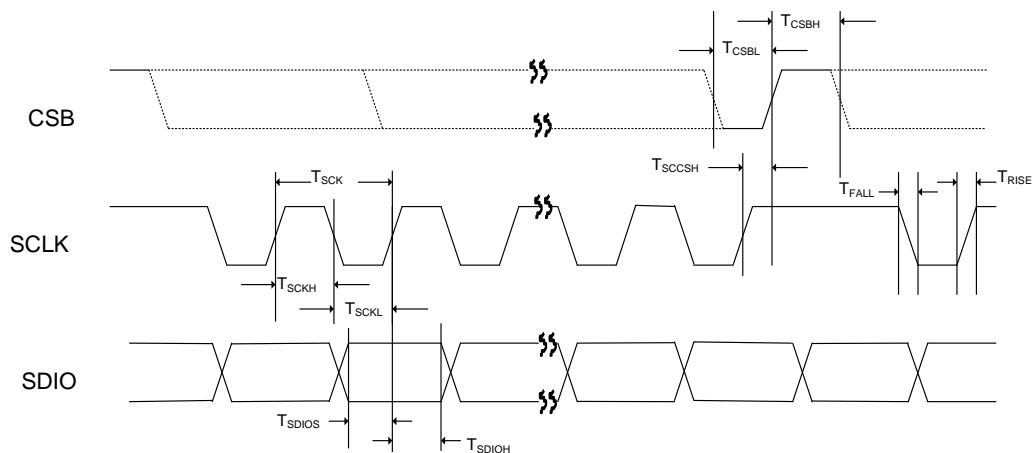 TCSBH
TCSBL
CSB
TSCCSH
TSCK
TFALL
TRISE
SCLK
TSCKH
TSCKL
SDIO
TSDIOS
TSDIOH